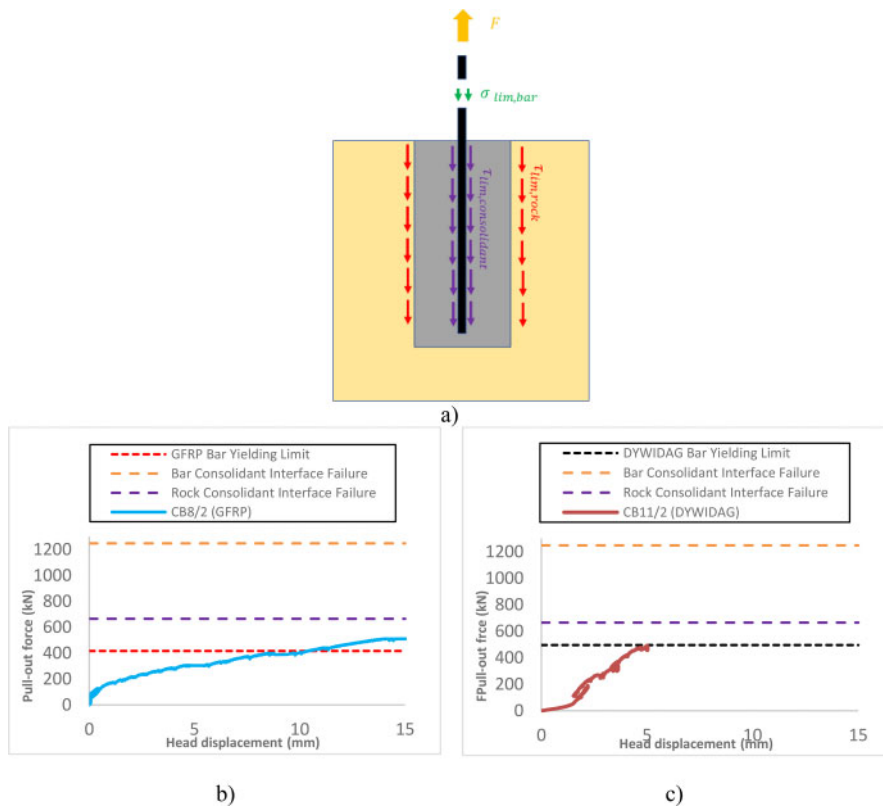 F
σ lim,bar
τlim,consolidant
τlim,rock
a)
GFRP Bar Yielding Limit
Bar Consolidant Interface Failure
Rock Consolidant Interface Failure
CB8/2 (GFRP)
Pull-out force (kN)
1200
1000
800
600
400
200
0
0 5 10 15
Head displacement (mm)
b)
DYWIDAG Bar Yielding Limit
Bar Consolidant Interface Failure
Rock Consolidant Interface Failure
CB11/2 (DYWIDAG)
FPull-out frce (kN)
1200
1000
800
600
400
200
0
0 5 10 15
Head displacement (mm)
c)